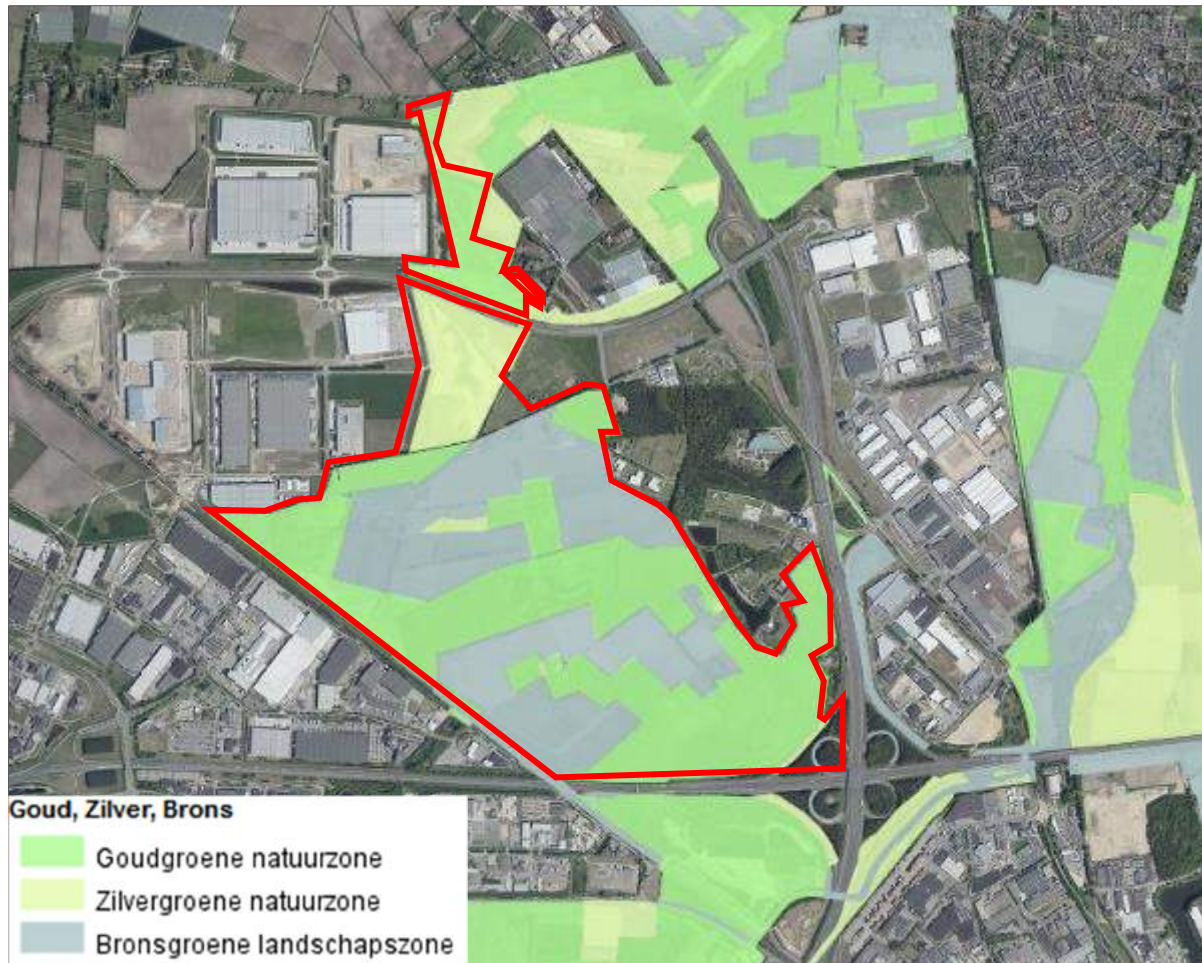 Goud, Zilver, Brons
Goudgroene natuurzone
Zilvergroene natuurzone
Bronsgroene landschapszone